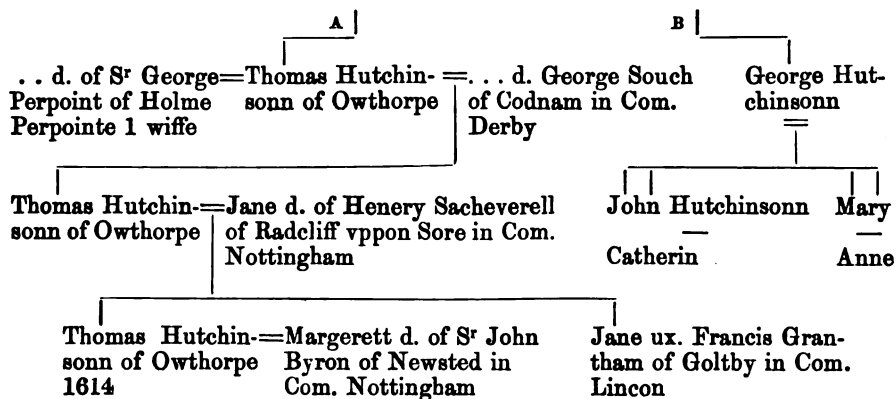 A B
. . d. of Sʳ George=Thomas Hutchin- = . . . d. George Souch George Hut-
Perpoint of Holme sonn of Owthorpe of Codnam in Com. chinsonn
Perpointe 1 wiffe Derby =
Thomas Hutchin-=Jane d. of Henery Sacheverell John Hutchinsonn Mary
sonn of Owthorpe of Radcliff vppon Sore in Com. — —
Nottingham Catherin Anne
Thomas Hutchin-=Margerett d. of Sʳ John Jane ux. Francis Gran-
sonn of Owthorpe Byron of Newsted in tham of Goltby in Com.
1614 Com. Nottingham Lincon